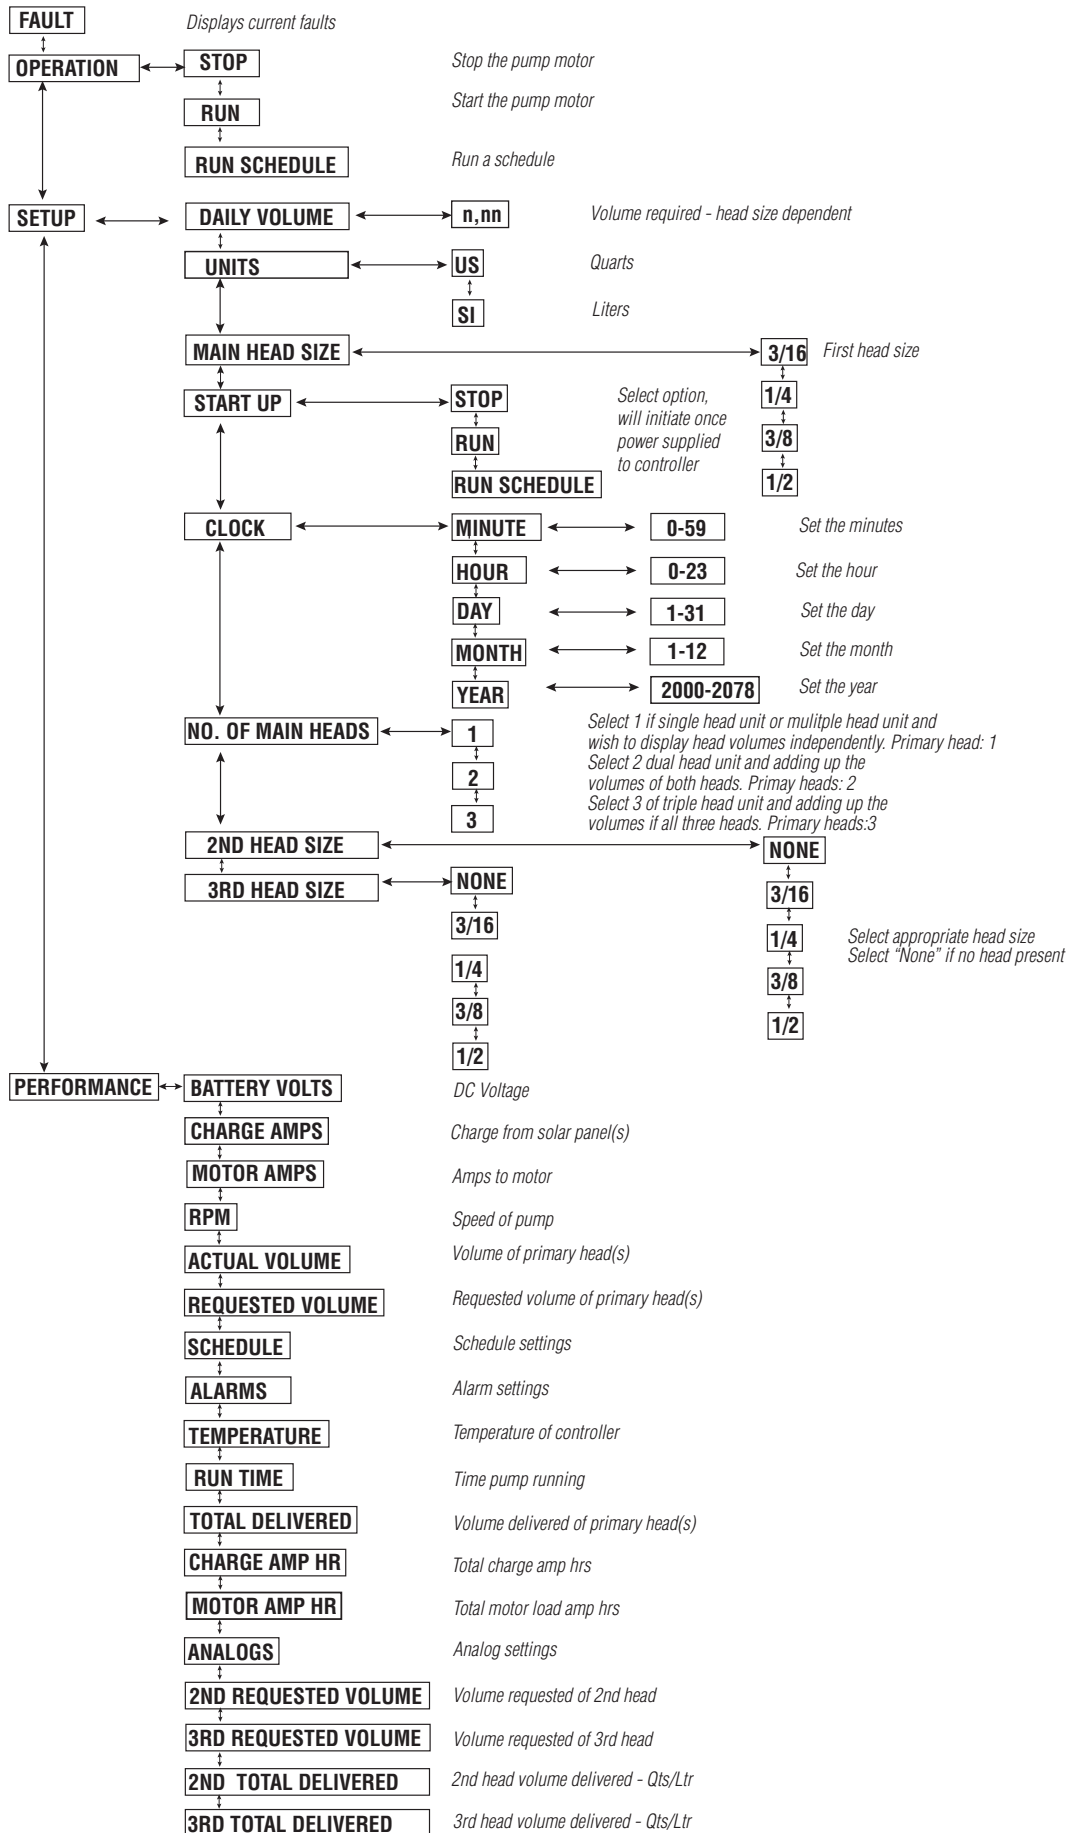 FAULT Displays current faults
OPERATION STOP Stop the pump motor
RUN Start the pump motor
RUN SCHEDULE Run a schedule
SETUP DAILY VOLUME n,nn Volume required - head size dependent
UNITS US Quarts
SI Liters
MAIN HEAD SIZE 3/16 First head size
1/4
3/8
1/2
START UP STOP
RUN
RUN SCHEDULE
Select option,
will initiate once
power supplied
to controller
CLOCK MINUTE 0-59 Set the minutes
HOUR 0-23 Set the hour
DAY 1-31 Set the day
MONTH 1-12 Set the month
YEAR 2000-2078 Set the year
NO. OF MAIN HEADS 1
2
3
Select 1 if single head unit or mulitple head unit and
wish to display head volumes independently. Primary head: 1
Select 2 dual head unit and adding up the
volumes of both heads. Primay heads: 2
Select 3 of triple head unit and adding up the
volumes if all three heads. Primary heads:3
2ND HEAD SIZE NONE
3/16
1/4
3/8
1/2
Select appropriate head size
Select “None” if no head present
3RD HEAD SIZE NONE
3/16
1/4
3/8
1/2
PERFORMANCE BATTERY VOLTS DC Voltage
CHARGE AMPS Charge from solar panel(s)
MOTOR AMPS Amps to motor
RPM Speed of pump
ACTUAL VOLUME Volume of primary head(s)
REQUESTED VOLUME Requested volume of primary head(s)
SCHEDULE Schedule settings
ALARMS Alarm settings
TEMPERATURE Temperature of controller
RUN TIME Time pump running
TOTAL DELIVERED Volume delivered of primary head(s)
CHARGE AMP HR Total charge amp hrs
MOTOR AMP HR Total motor load amp hrs
ANALOGS Analog settings
2ND REQUESTED VOLUME Volume requested of 2nd head
3RD REQUESTED VOLUME Volume requested of 3rd head
2ND TOTAL DELIVERED 2nd head volume delivered - Qts/Ltr
3RD TOTAL DELIVERED 3rd head volume delivered - Qts/Ltr